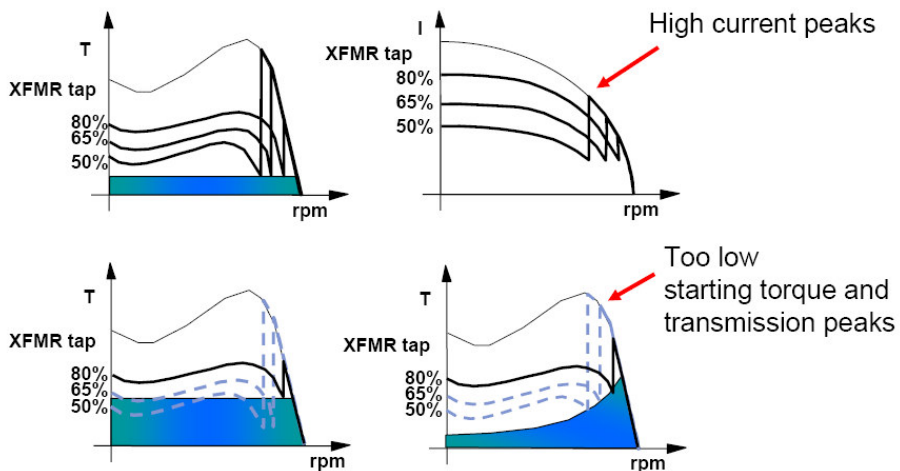 T
XFMR tap
80%
65%
50%
rpm
I
XFMR tap
80%
65%
50%
rpm
High current peaks
T
XFMR tap
80%
65%
50%
rpm
T
XFMR tap
80%
65%
50%
rpm
Too low
starting torque and
transmission peaks